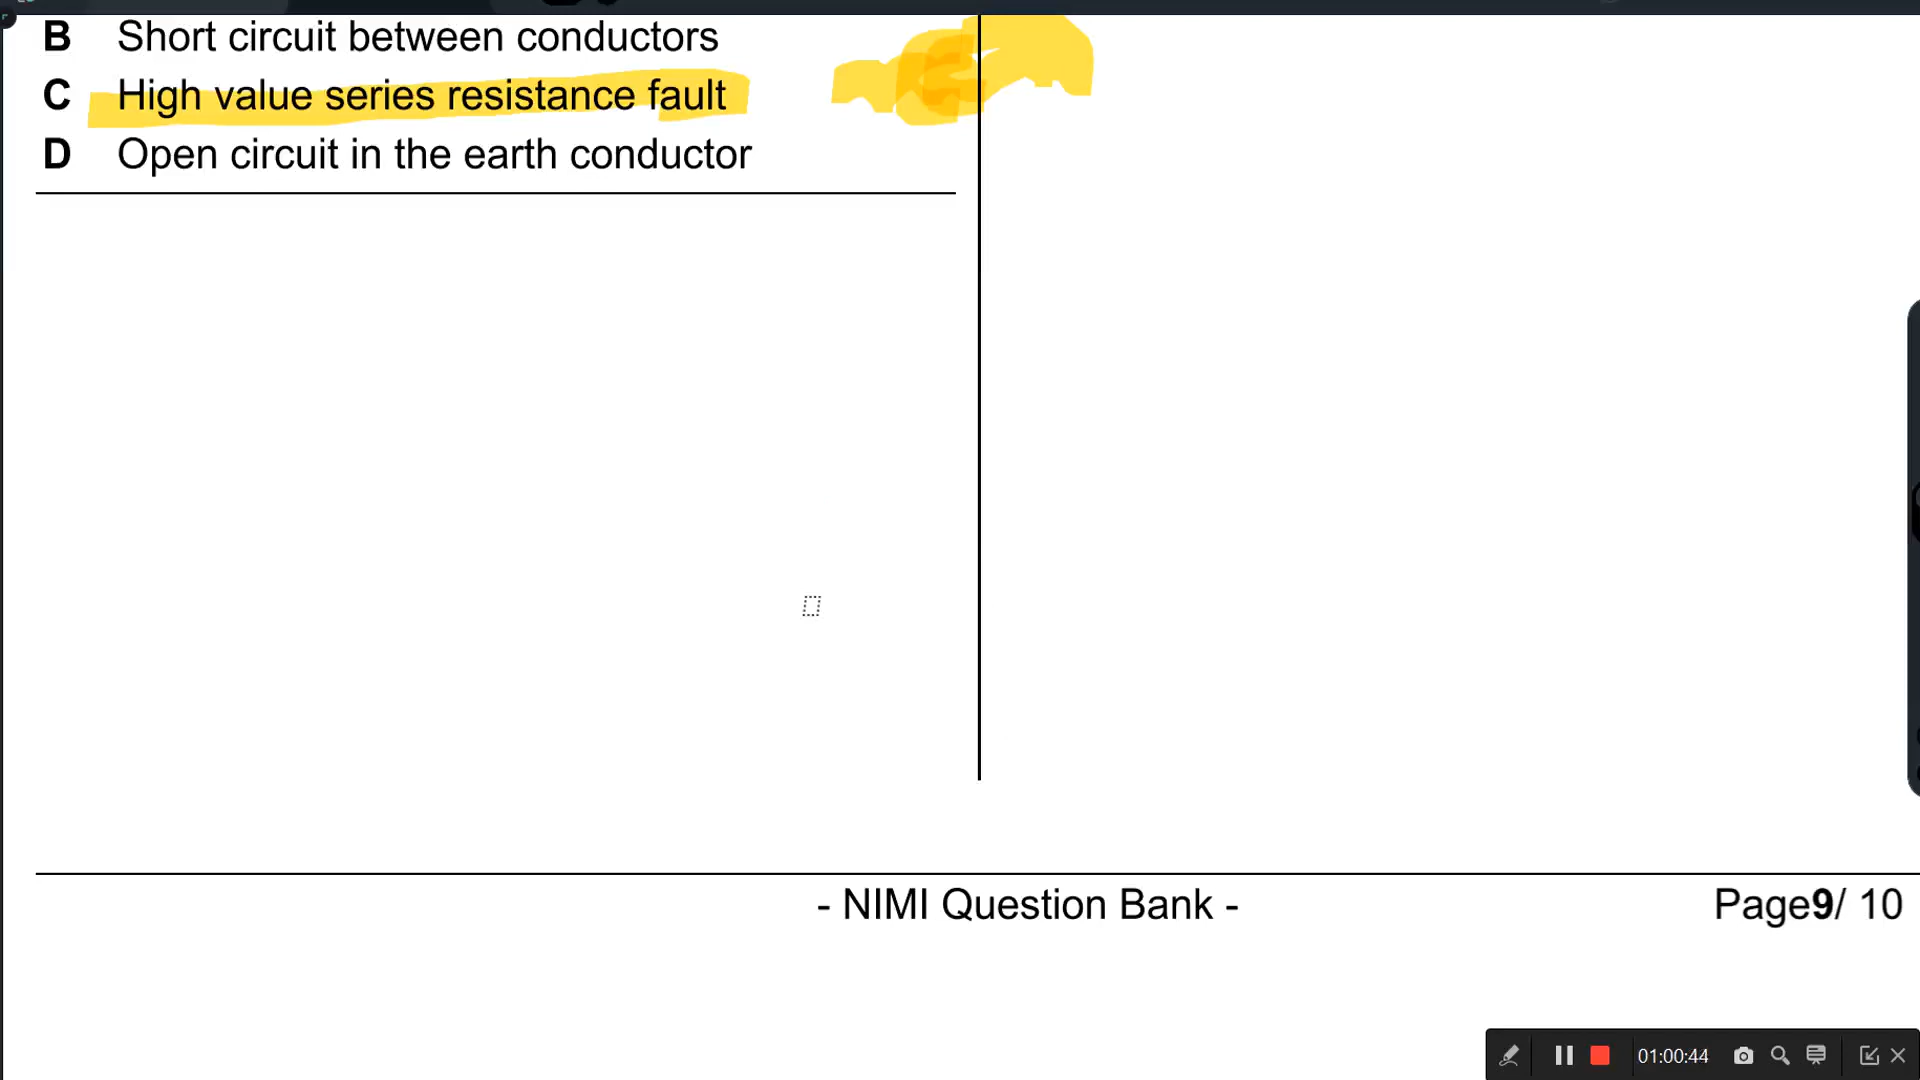 B Short circuit between conductors
C High value series resistance fault
D Open circuit in the earth conductor
- NIMI Question Bank -
Page9/ 10
01:00:44